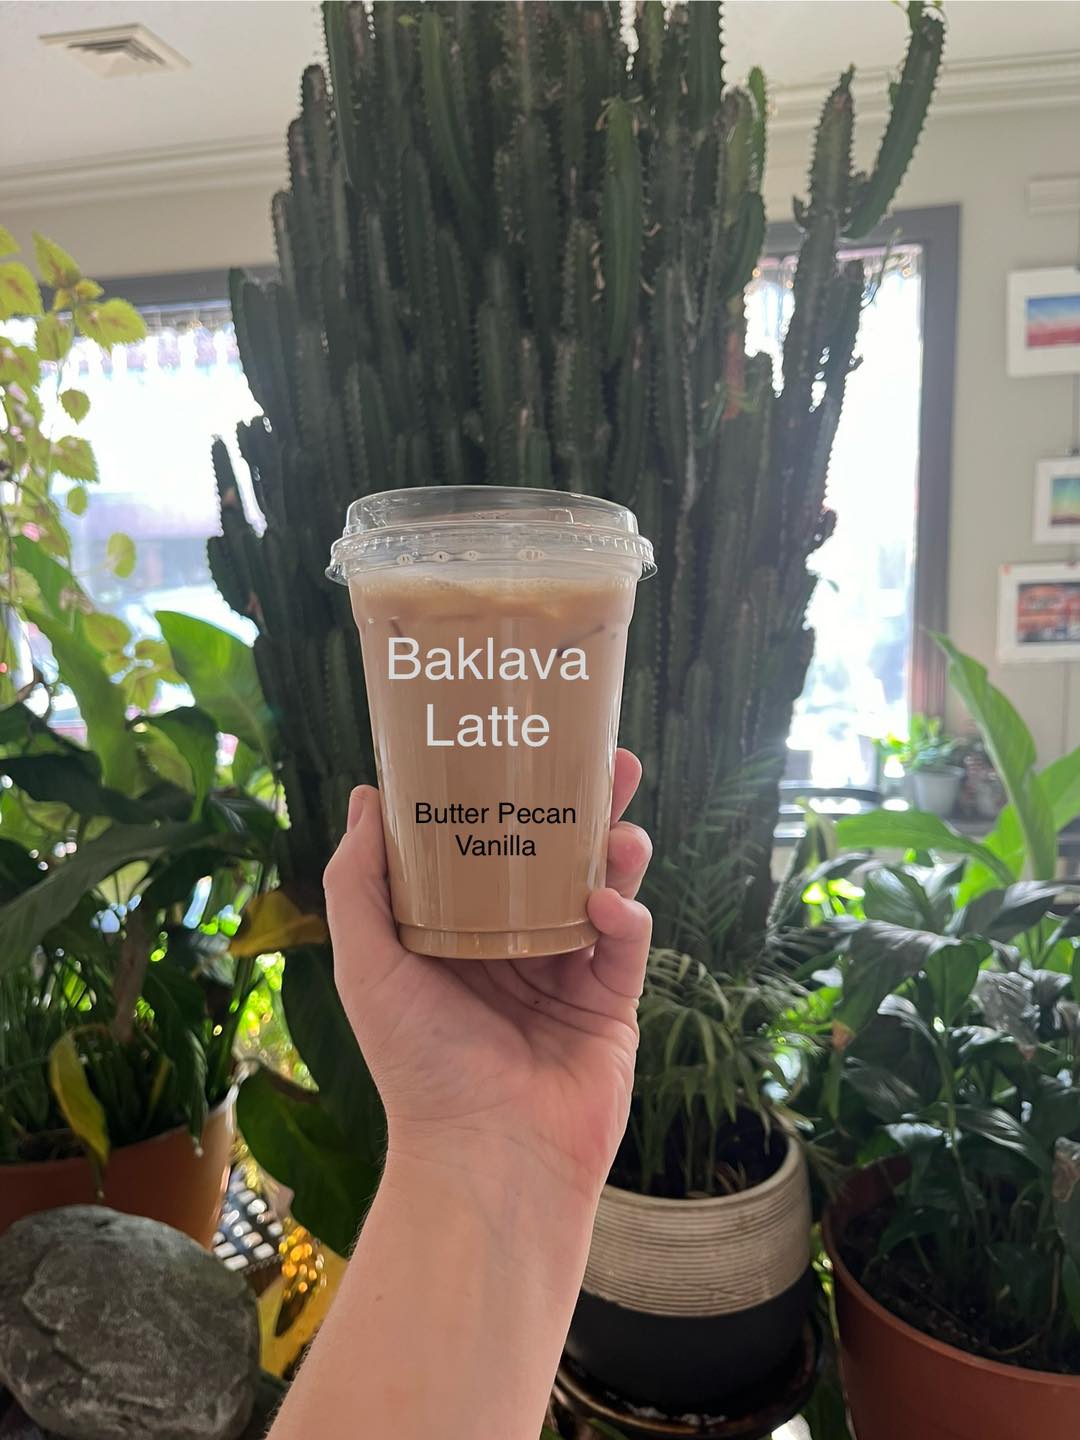 Baklava
Latte
Butter Pecan
Vanilla